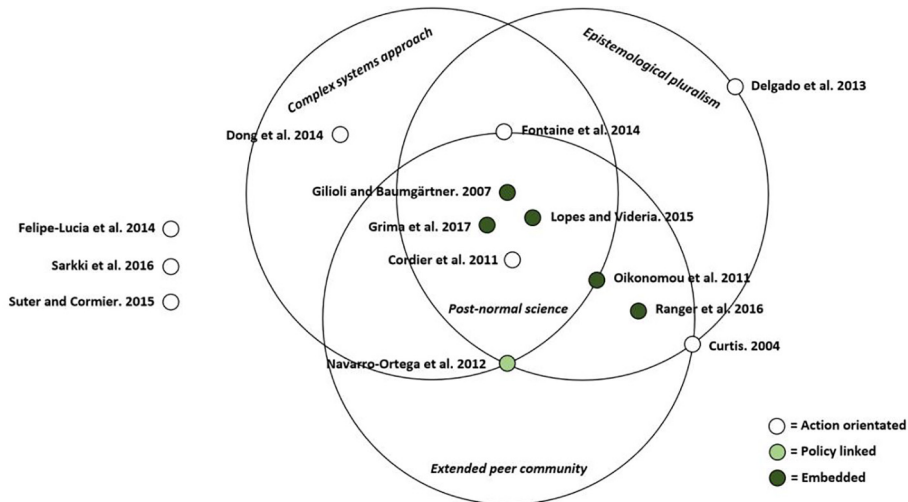 Complex systems approach
Epistemological pluralism
Delgado et al. 2013
Dong et al. 2014
Fontaine et al. 2014
Gilioli and Baumgärtner. 2007
Lopes and Videria. 2015
Grima et al. 2017
Felipe-Lucia et al. 2014
Cordier et al. 2011
Sarkki et al. 2016
Oikonomou et al. 2011
Suter and Cormier. 2015
Post-normal science
Ranger et al. 2016
Curtis. 2004
Navarro-Ortega et al. 2012
Extended peer community
= Action orientated
= Policy linked
= Embedded